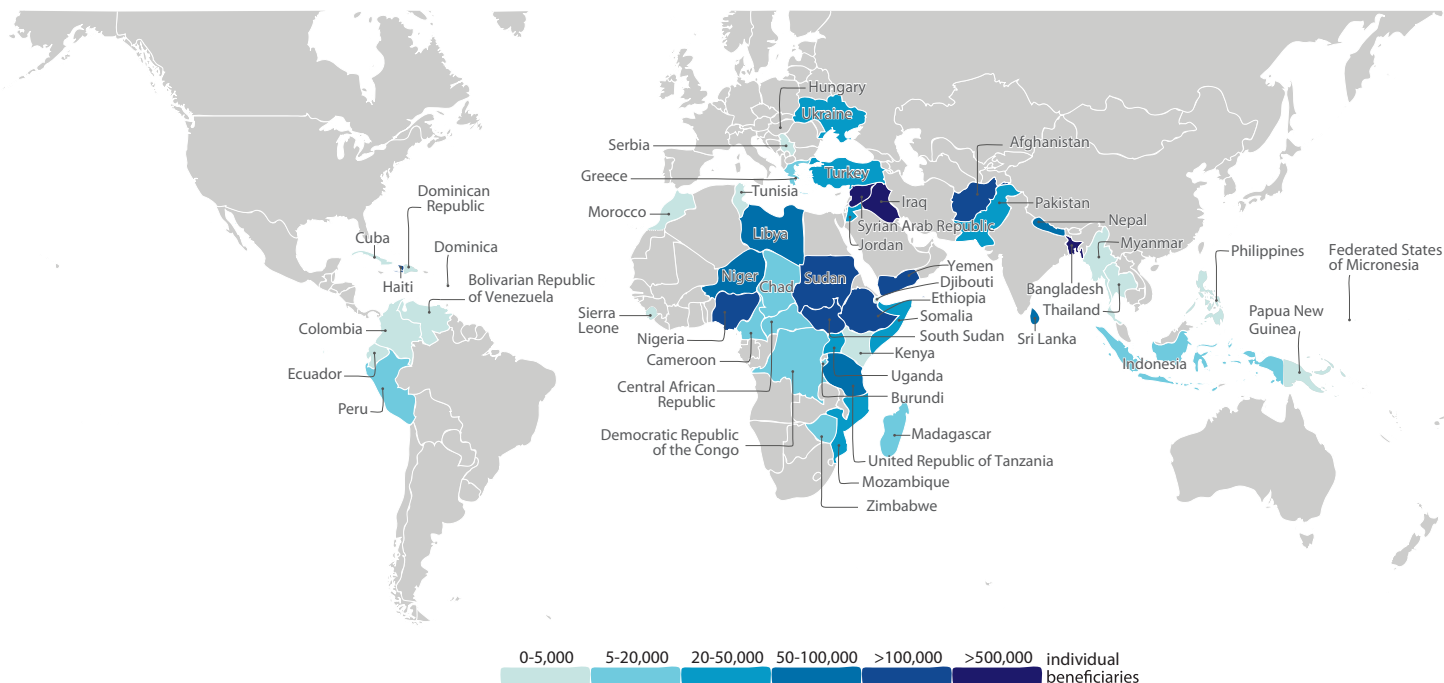 Hungary
Ukraine
Serbia
Afghanistan
Greece
Turkey
Tunisia
Dominican
Republic
Iraq
Pakistan
Morocco
Syrian Arab Republic
Nepal
Libya
Cuba
Jordan
Myanmar
Dominica
Philippines
Federated States
of Micronesia
Yemen
Bolivarian Republic
of Venezuela
Niger
Chad
Sudan
Djibouti
Haiti
Bangladesh
Ethiopia
Thailand
Sierra
Leone
Somalia
Papua New
Guinea
Colombia
Nigeria
South Sudan
Sri Lanka
Cameroon
Kenya
Indonesia
Ecuador
Uganda
Central African
Republic
Burundi
Peru
Democratic Republic
of the Congo
Madagascar
United Republic of Tanzania
Mozambique
Zimbabwe
0-5,000 5-20,000 20-50,000 50-100,000 >100,000 >500,000 individual
beneficiaries